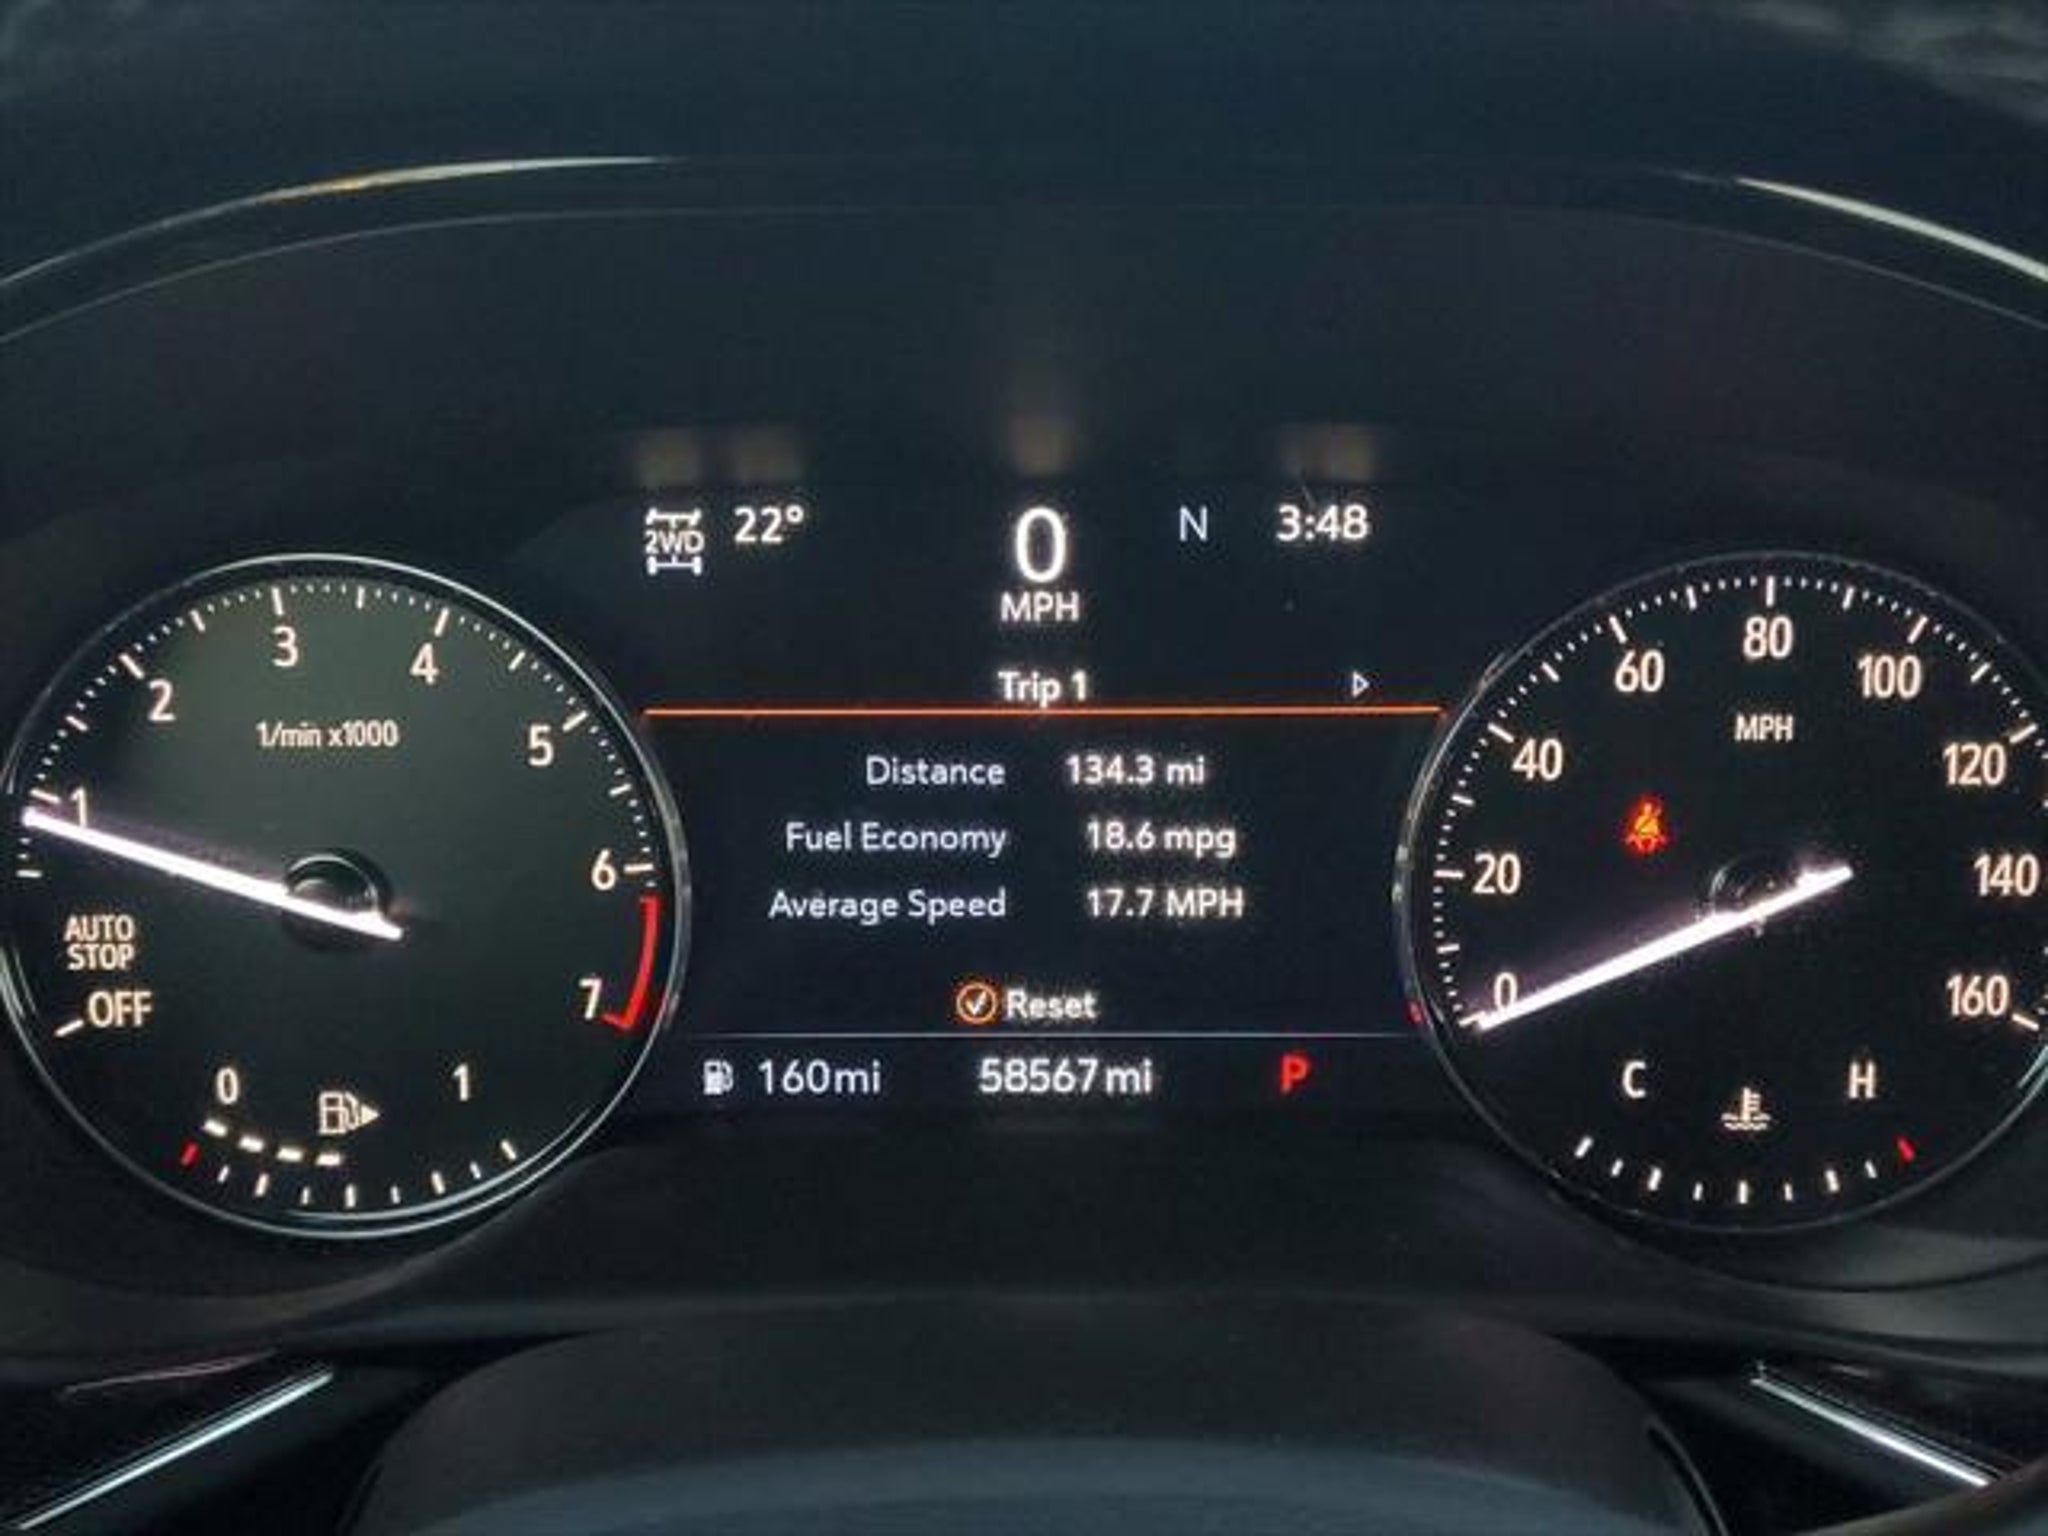 2WD 22° 0 N 3:48
MPH
Trip 1
Distance 134.3 mi
Fuel Economy 18.6 mpg
Average Speed 17.7 MPH
Reset
160mi 58567mi P
1 2 3 4 5 6 7
1/min x1000
AUTO
STOP
OFF
0 1
0 20 40 60 80 100 120 140 160
MPH
C H